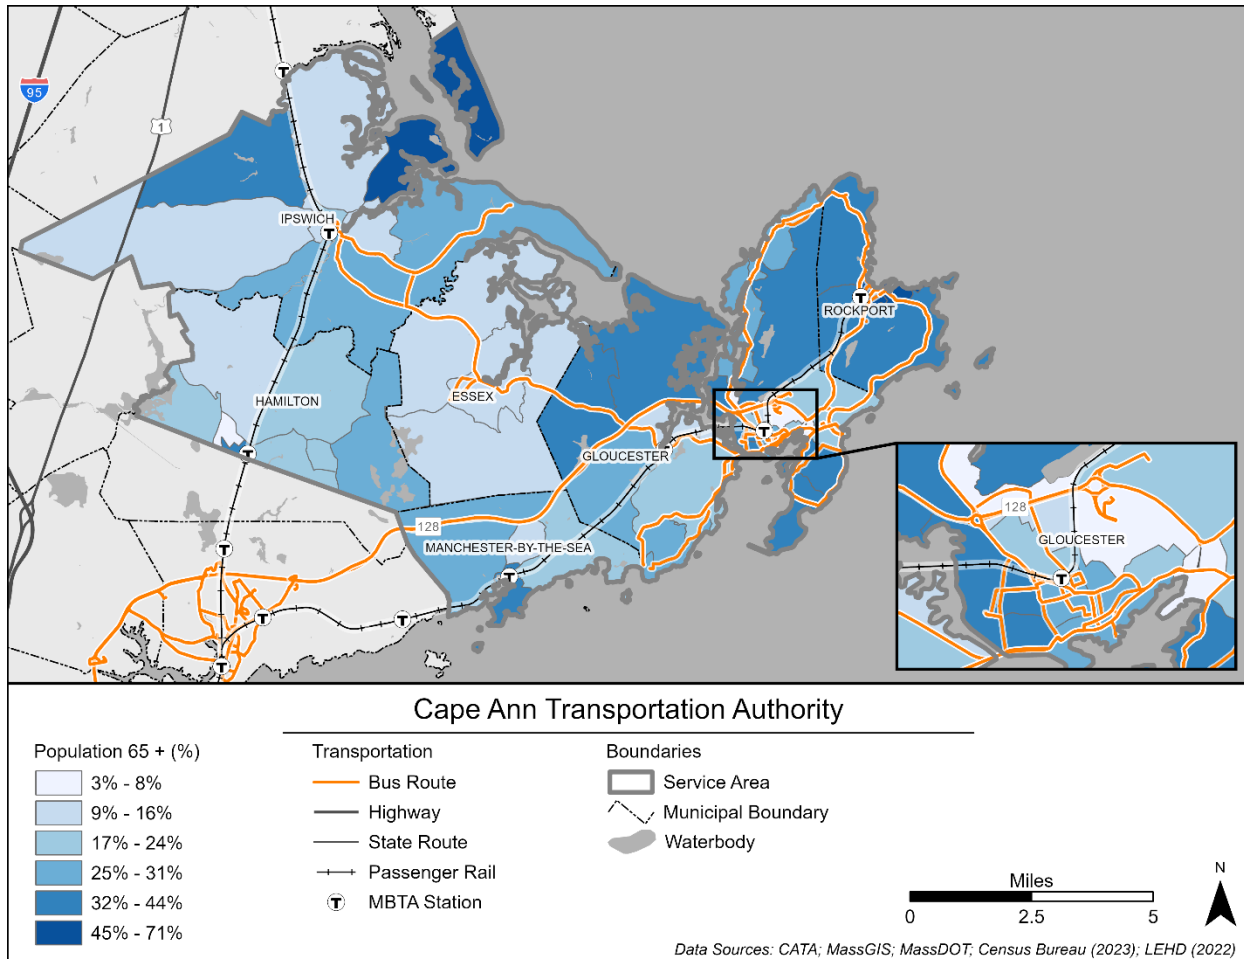 95
1
IPSWICH
ROCKPORT
HAMILTON
ESSEX
GLOUCESTER
128
MANCHESTER-BY-THE-SEA
128
GLOUCESTER
T
T
T
T
T
T
T
T
T
T
T
Cape Ann Transportation Authority
Population 65 + (%)
3% - 8%
9% - 16%
17% - 24%
25% - 31%
32% - 44%
45% - 71%
Transportation
Bus Route
Highway
State Route
Passenger Rail
T MBTA Station
Boundaries
Service Area
Municipal Boundary
Waterbody
Miles
0 2.5 5
N
Data Sources: CATA; MassGIS; MassDOT; Census Bureau (2023); LEHD (2022)